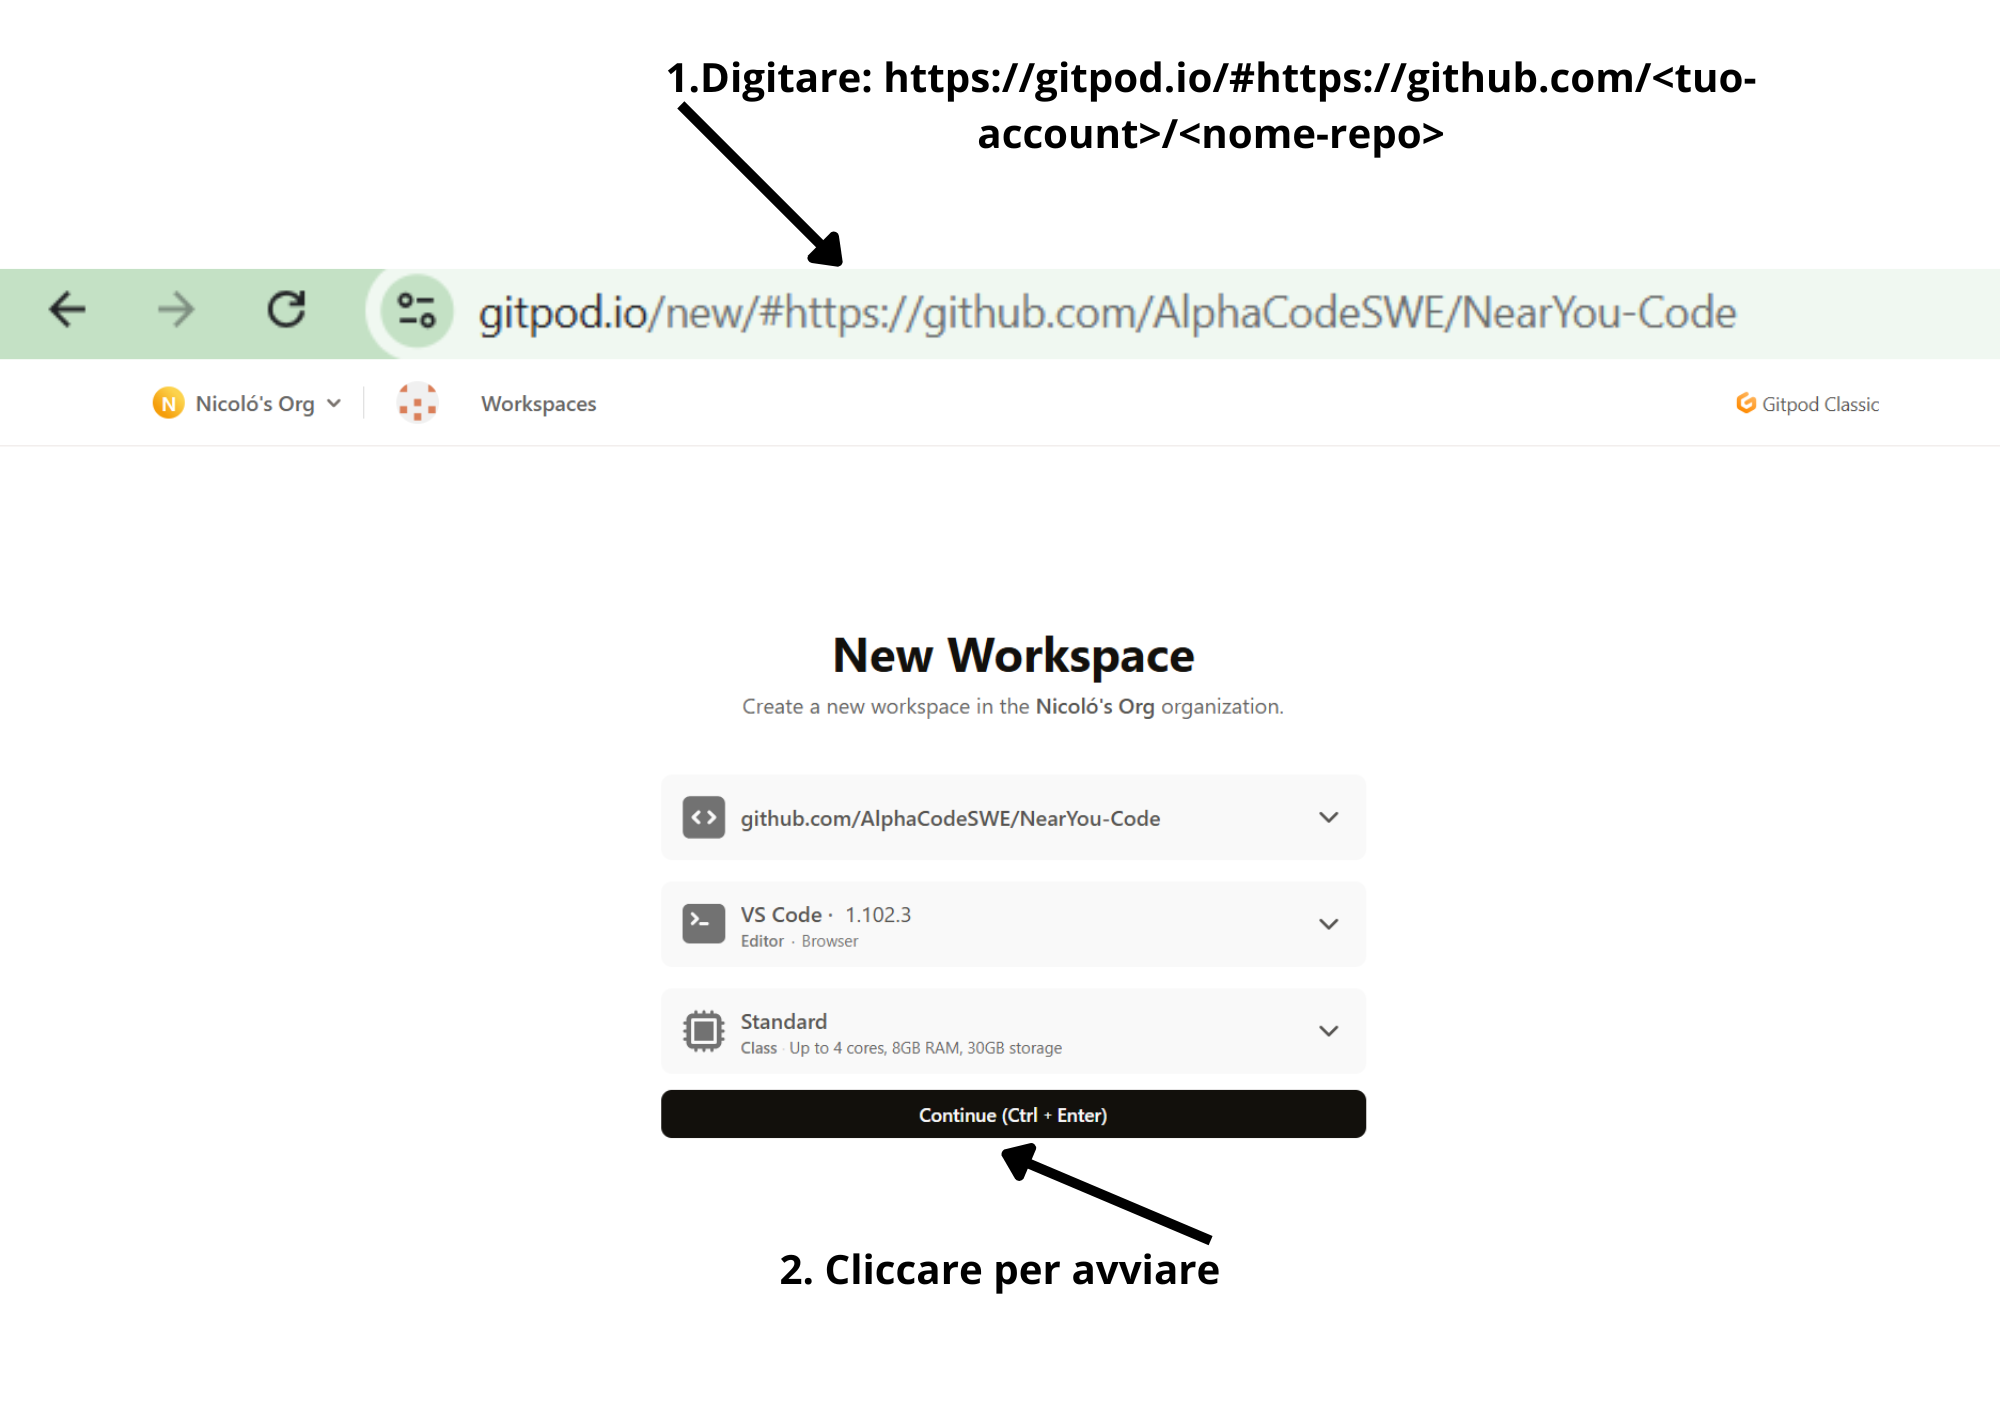 1.Digitare: https://gitpod.io/#https://github.com/<tuo-
account>/<nome-repo>
gitpod.io/new/#https://github.com/AlphaCodeSWE/NearYou-Code
N Nicoló's Org Workspaces Gitpod Classic
New Workspace
Create a new workspace in the Nicoló's Org organization.
github.com/AlphaCodeSWE/NearYou-Code
VS Code · 1.102.3
Editor · Browser
Standard
Class · Up to 4 cores, 8GB RAM, 30GB storage
Continue (Ctrl + Enter)
2. Cliccare per avviare